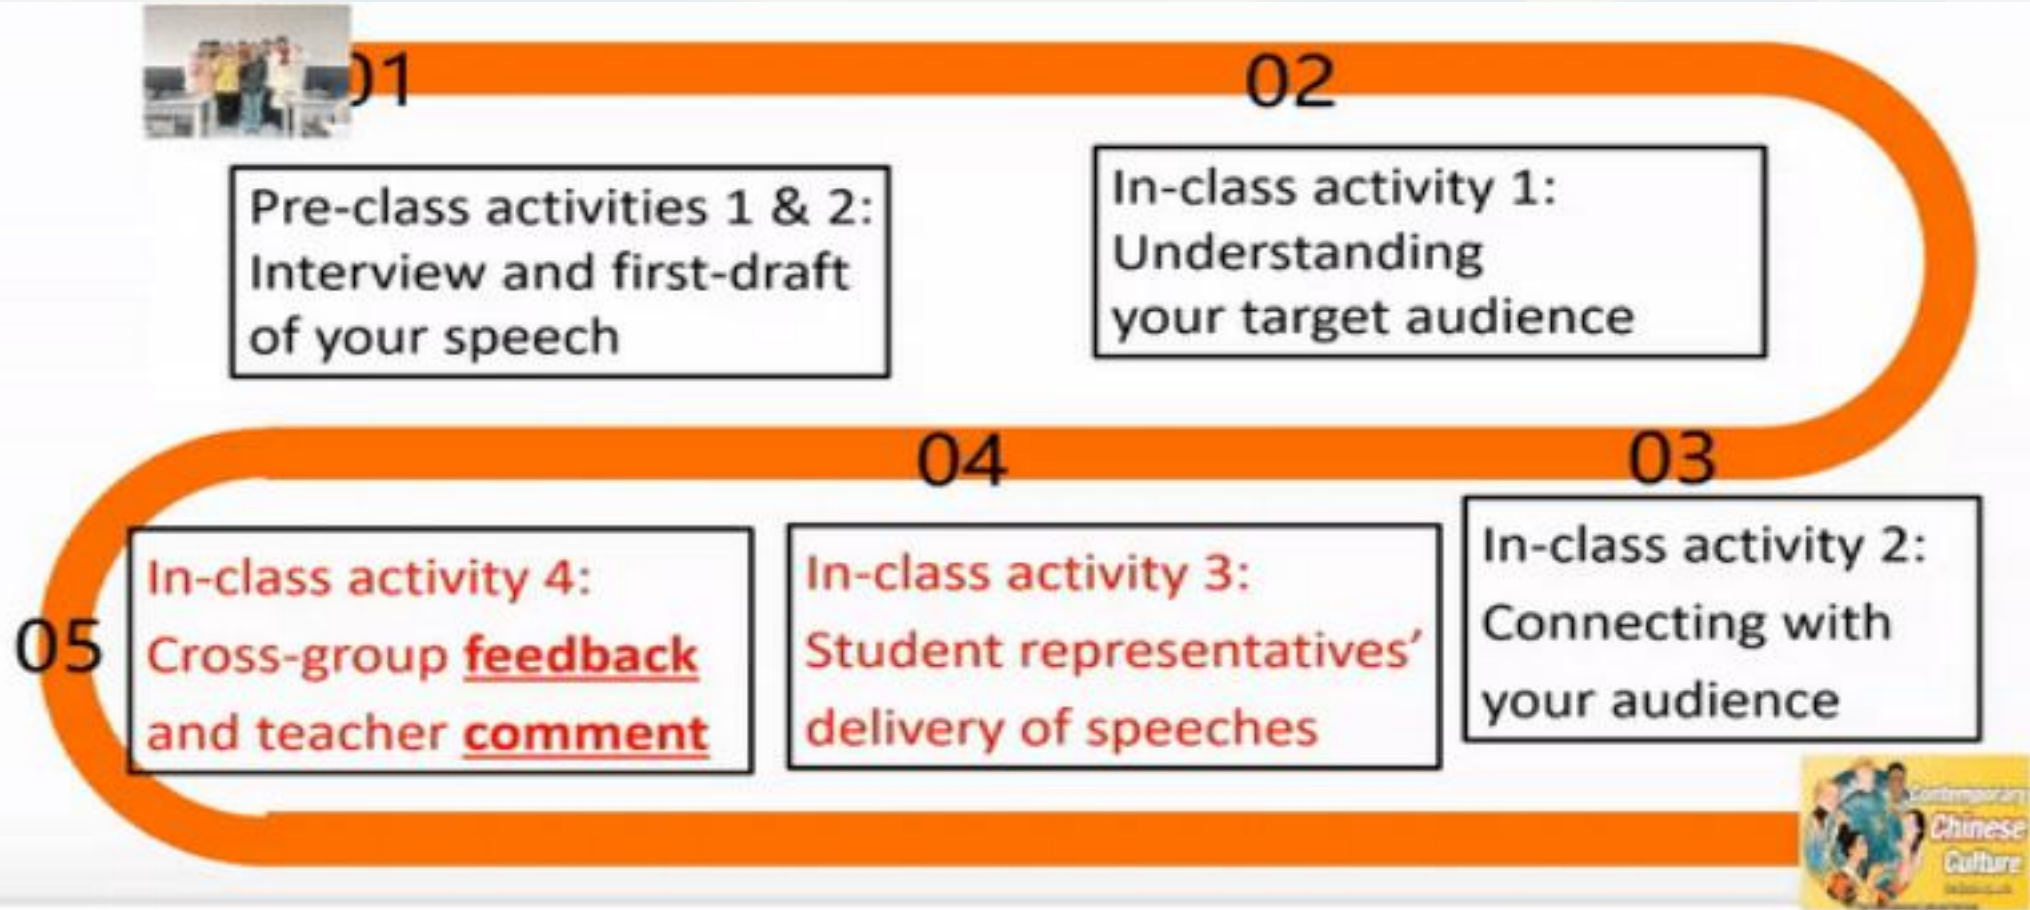 01
02
Pre-class activities 1 & 2:
Interview and first-draft
of your speech
In-class activity 1:
Understanding
your target audience
03
In-class activity 2:
Connecting with
your audience
04
In-class activity 3:
Student representatives’
delivery of speeches
05
In-class activity 4:
Cross-group feedback
and teacher comment
Contemporary
Chinese
Culture